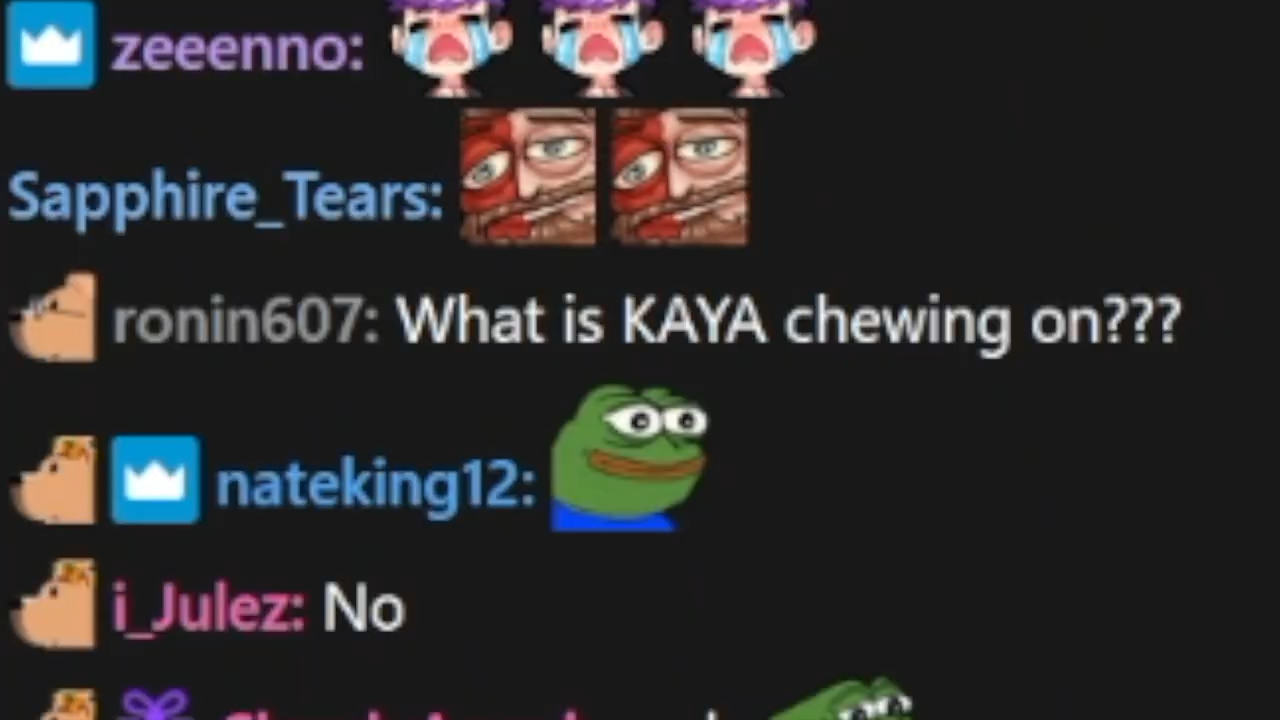 zeeenno:
Sapphire_Tears:
ronin607: What is KAYA chewing on???
nateking12:
i_Julez: No